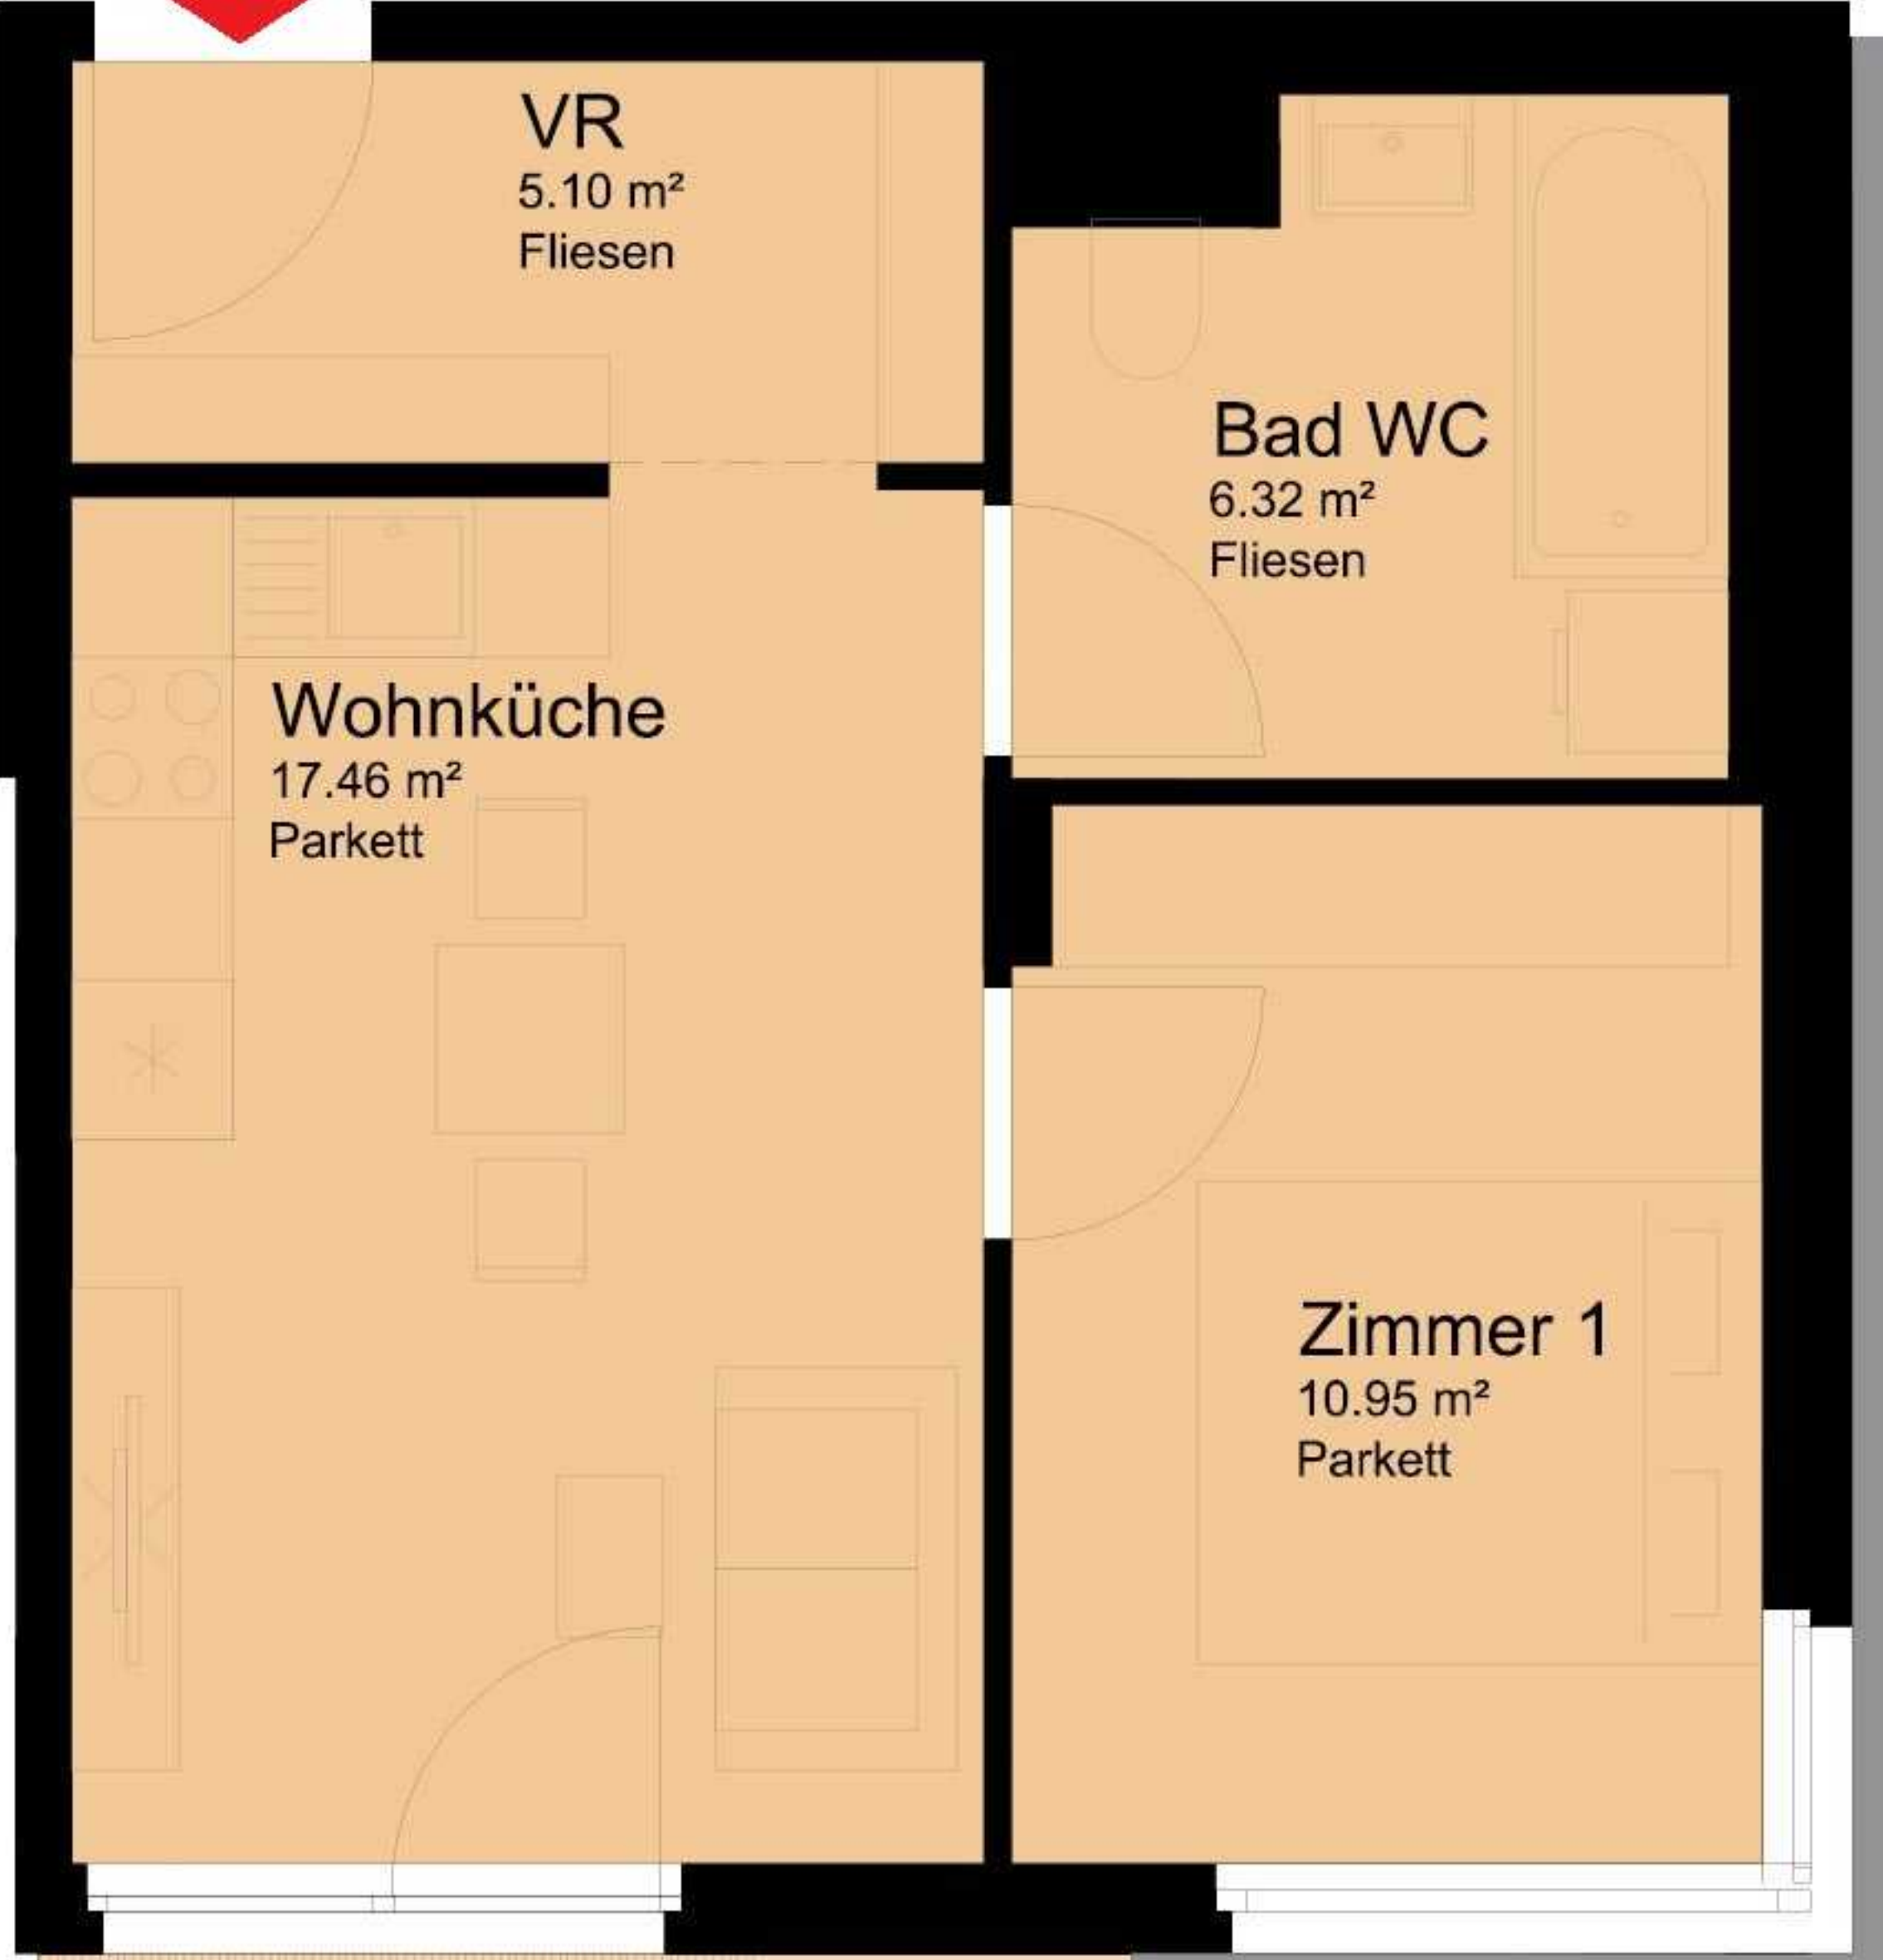 VR
5.10 m²
Fliesen
Bad WC
6.32 m²
Fliesen
Wohnküche
17.46 m²
Parkett
Zimmer 1
10.95 m²
Parkett